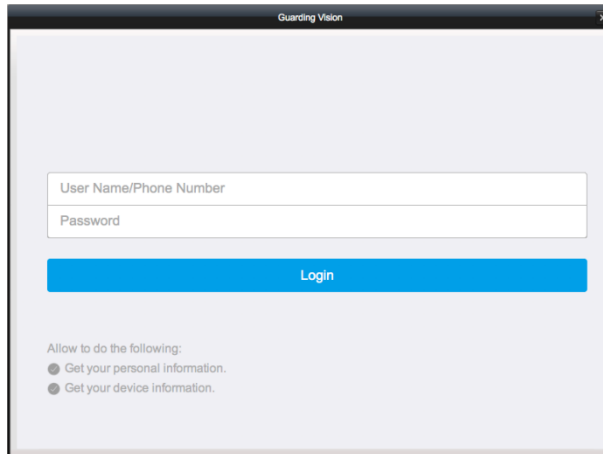 Guarding Vision
User Name/Phone Number
Password
Login
Allow to do the following:
Get your personal information.
Get your device information.